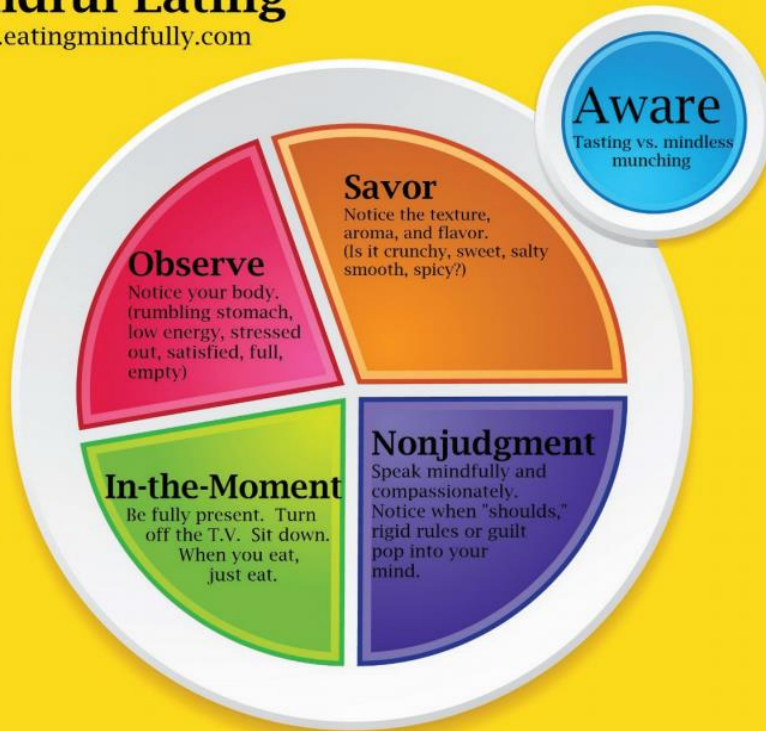 Eating
.eatingmindfully.com
Aware
Tasting vs. mindless
munching
Savor
Notice the texture,
aroma, and flavor.
(Is it crunchy, sweet, salty
smooth, spicy?)
Observe
Notice your body.
(rumbling stomach,
low energy, stressed
out, satisfied, full,
empty)
In-the-Moment
Be fully present. Turn
off the T.V. Sit down.
When you eat,
just eat.
Nonjudgment
Speak mindfully and
compassionately.
Notice when "shoulds,"
rigid rules or guilt
pop into your
mind.